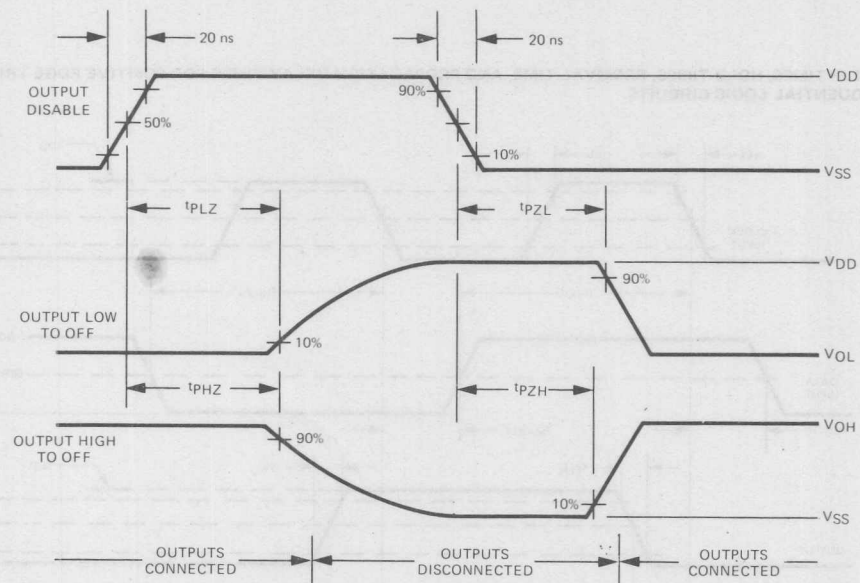 20 ns
20 ns
OUTPUT
DISABLE
90%
50%
10%
VDD
VSS
tPLZ
tPZL
VDD
90%
OUTPUT LOW
TO OFF
10%
VOL
tPHZ
tPZH
VOH
OUTPUT HIGH
TO OFF
90%
10%
VSS
OUTPUTS
CONNECTED
OUTPUTS
DISCONNECTED
OUTPUTS
CONNECTED